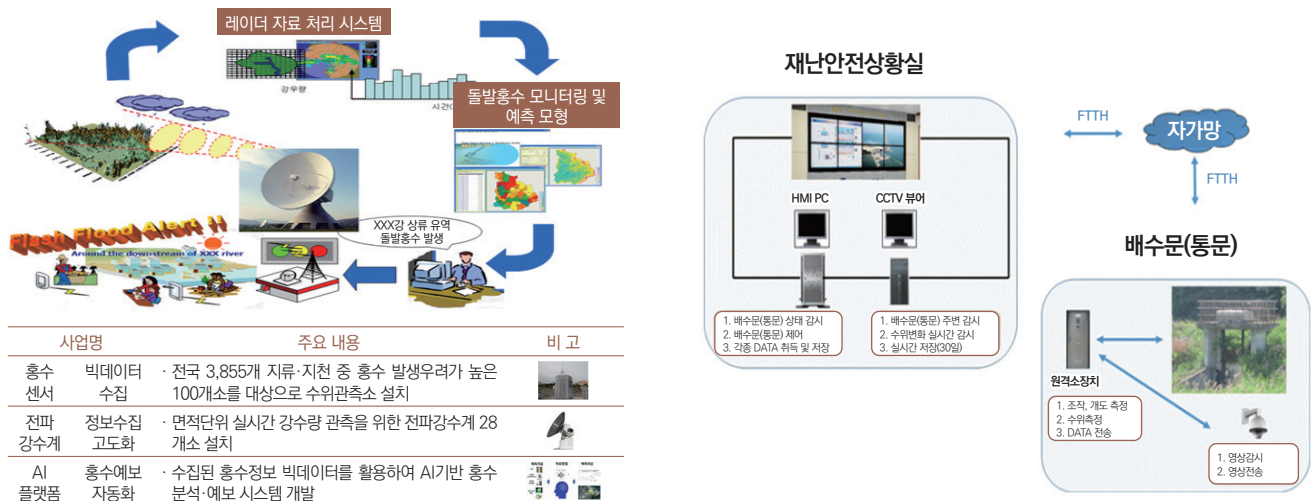 레이더 자료 처리 시스템
강우량
시간
돌발홍수 모니터링 및
예측 모형
XXX강 상류 유역
돌발홍수 발생
Flash Flood Alert !!
Around the downstream of XXX river
사업명 주요 내용 비 고
홍수 빅데이터 · 전국 3,855개 지류·지천 중 홍수 발생우려가 높은
센서 수집 100개소를 대상으로 수위관측소 설치
전파 정보수집 · 면적단위 실시간 강수량 관측을 위한 전파강수계 28
강수계 고도화 개소 설치
AI 홍수예보 · 수집된 홍수정보 빅데이터를 활용하여 AI기반 홍수
플랫폼 자동화 분석·예보 시스템 개발
재난안전상황실
HMI PC CCTV 뷰어
1. 배수문(통문) 상태 감시
2. 배수문(통문) 제어
3. 각종 DATA 취득 및 저장
1. 배수문(통문) 주변 감시
2. 수위변화 실시간 감시
3. 실시간 저장(30일)
FTTH
자가망
FTTH
배수문(통문)
원격소장치
1. 조작, 개도 측정
2. 수위측정
3. DATA 전송
1. 영상감시
2. 영상전송